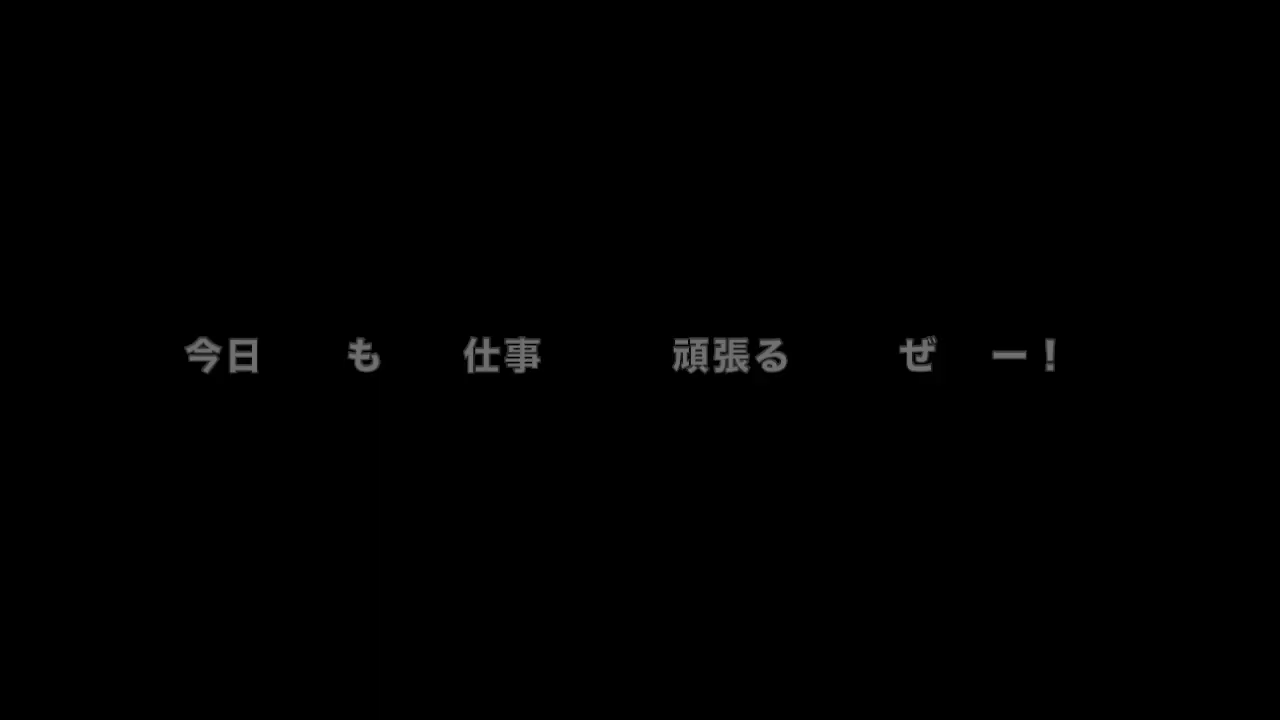 今日 も 仕事 頑張る ぜ ー！